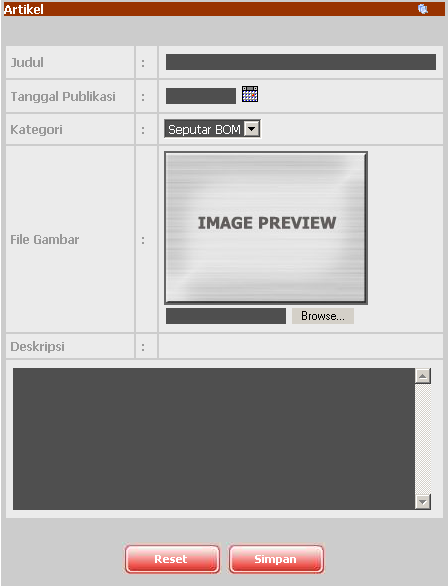 Artikel
Judul :
Tanggal Publikasi :
Kategori : Seputar BOM
IMAGE PREVIEW
File Gambar :
Browse...
Deskripsi :
Reset Simpan